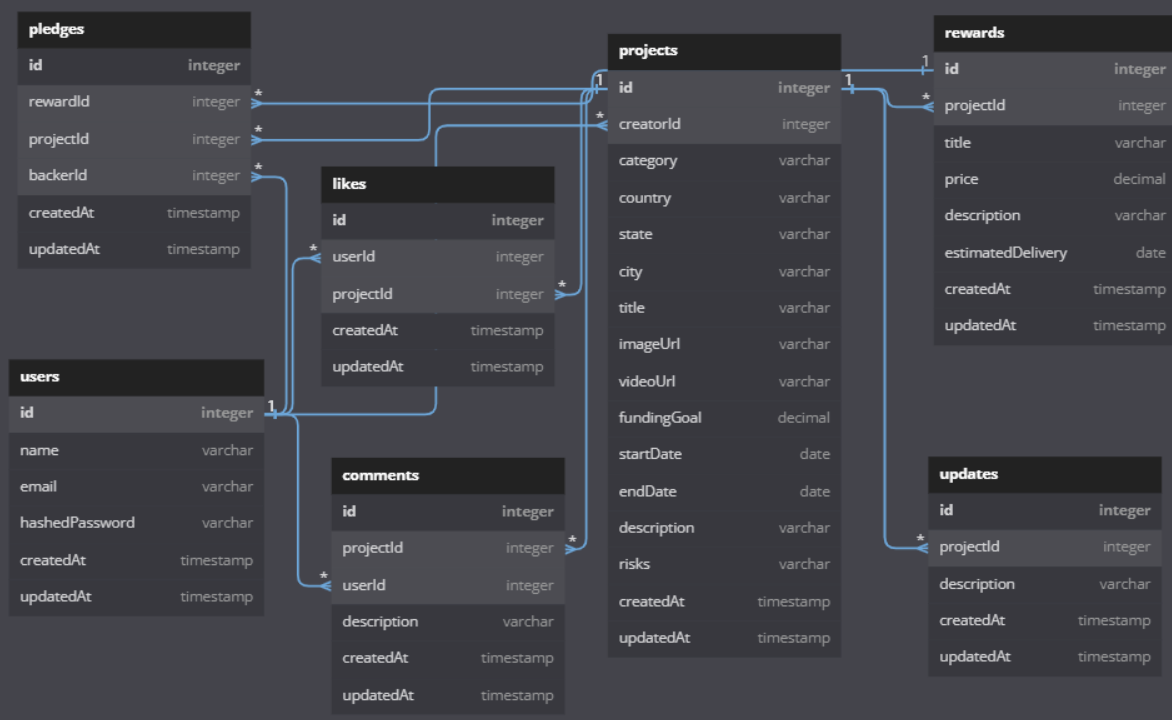 pledges
id integer
* rewardId integer
* projectId integer
* backerId integer
createdAt timestamp
updatedAt timestamp
users
id integer 1
name varchar
email varchar
hashedPassword varchar
createdAt timestamp
updatedAt timestamp
likes
id integer
* userId integer
projectId integer *
createdAt timestamp
updatedAt timestamp
comments
id integer
projectId integer *
* userId integer
description varchar
createdAt timestamp
updatedAt timestamp
projects
1 id integer 1
* creatorId integer
category varchar
country varchar
state varchar
city varchar
title varchar
imageUrl varchar
videoUrl varchar
fundingGoal decimal
startDate date
endDate date
description varchar
risks varchar
createdAt timestamp
updatedAt timestamp
rewards
1 id integer
* projectId integer
title varchar
price decimal
description varchar
estimatedDelivery date
createdAt timestamp
updatedAt timestamp
updates
id integer
* projectId integer
description varchar
createdAt timestamp
updatedAt timestamp